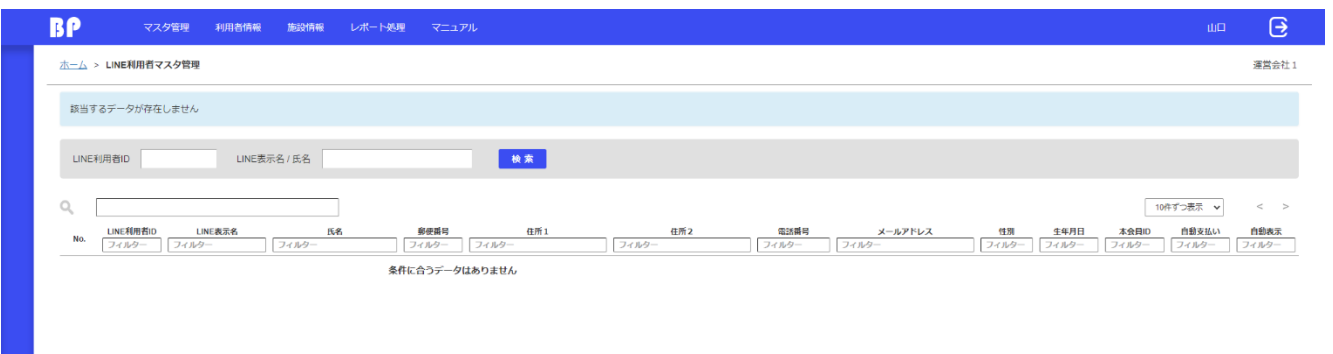 BP マスタ管理 利用者情報 施設情報 レポート処理 マニュアル 山口
ホーム > LINE利用者マスタ管理 運営会社1
該当するデータが存在しません
LINE利用者ID LINE表示名 / 氏名 検索
10件ずつ表示 < >
No. LINE利用者ID LINE表示名 氏名 郵便番号 住所1 住所2 電話番号 メールアドレス 性別 生年月日 本会員ID 自動支払い 自動表示
フィルター フィルター フィルター フィルター フィルター フィルター フィルター フィルター フィルター フィルター フィルター フィルター フィルター
条件に合うデータはありません